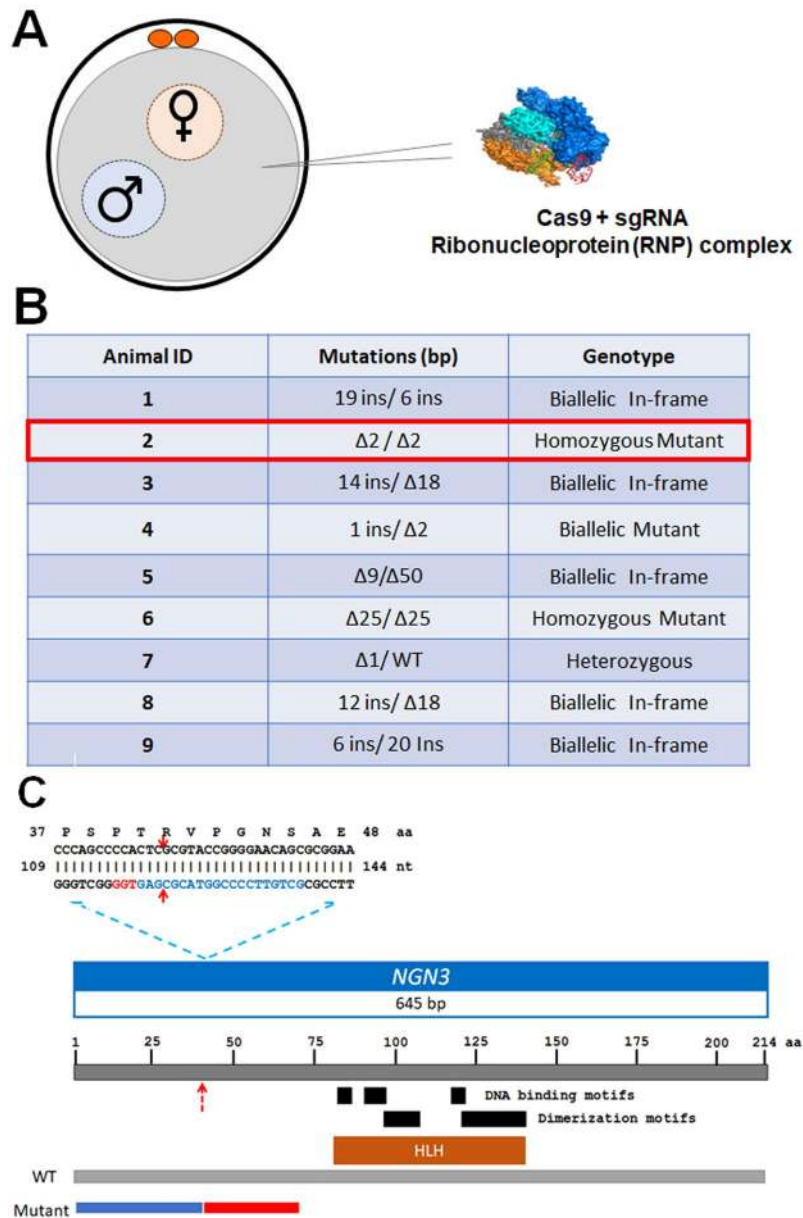 A
♀
♂
Cas9 + sgRNA
Ribonucleoprotein (RNP) complex
B
Animal ID Mutations (bp) Genotype
1 19 ins/ 6 ins Biallelic In-frame
2 Δ2 / Δ2 Homozygous Mutant
3 14 ins/ Δ18 Biallelic In-frame
4 1 ins/ Δ2 Biallelic Mutant
5 Δ9/Δ50 Biallelic In-frame
6 Δ25/ Δ25 Homozygous Mutant
7 Δ1/ WT Heterozygous
8 12 ins/ Δ18 Biallelic In-frame
9 6 ins/ 20 Ins Biallelic In-frame
C
37 P S P T R V P G N S A E 48 aa
CCCAGCCCCACTCGCGTACCGGGGAACAGCGCGGAA
109 |||||||||||||||||||||||||||||||||||| 144 nt
GGGTCGGGGTGAGCGCATGGCCCCTTGTCGCGCCTT
NGN3
645 bp
1 25 50 75 100 125 150 175 200 214 aa
DNA binding motifs
Dimerization motifs
HLH
WT
Mutant